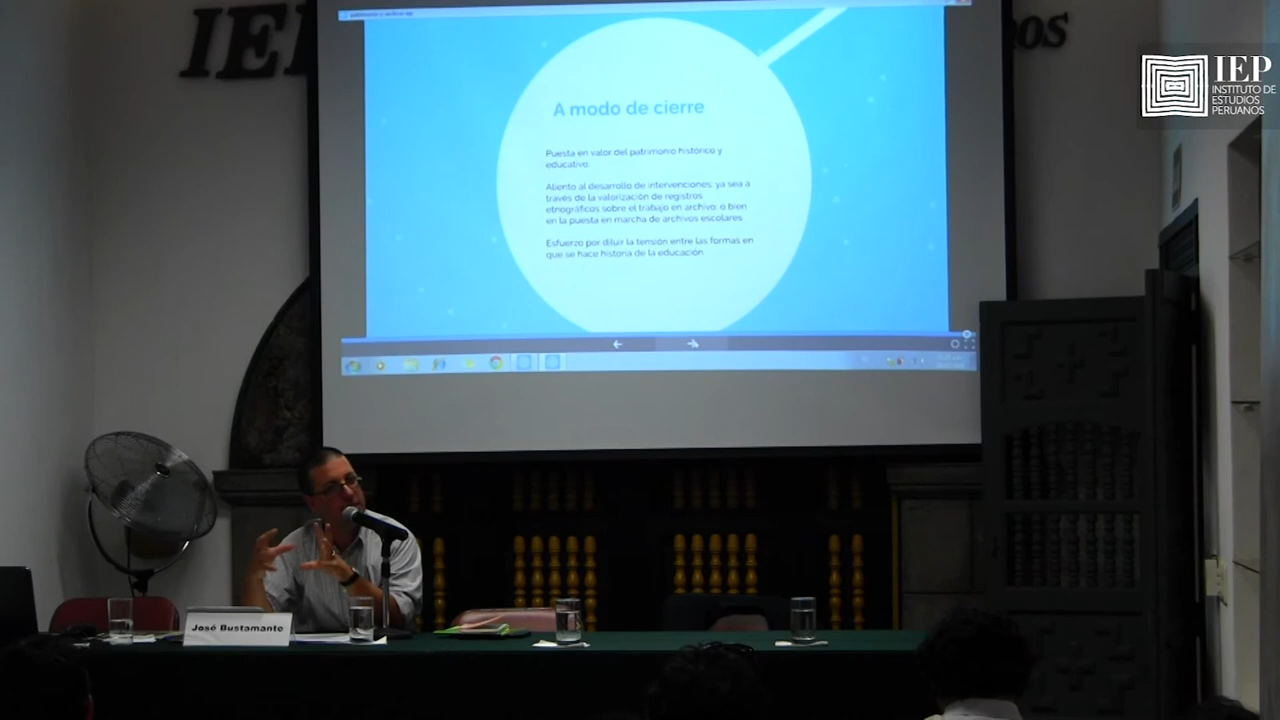 IEP
IEP
INSTITUTO DE
ESTUDIOS
PERUANOS
A modo de cierre
Puesta en valor del patrimonio histórico y
educativo.
Aliento al desarrollo de intervenciones: ya sea a
través de la valorización de registros
etnográficos sobre el trabajo en archivo; o bien
en la puesta en marcha de archivos escolares
Esfuerzo por diluir la tensión entre las formas en
que se hace historia de la educación
José Bustamante